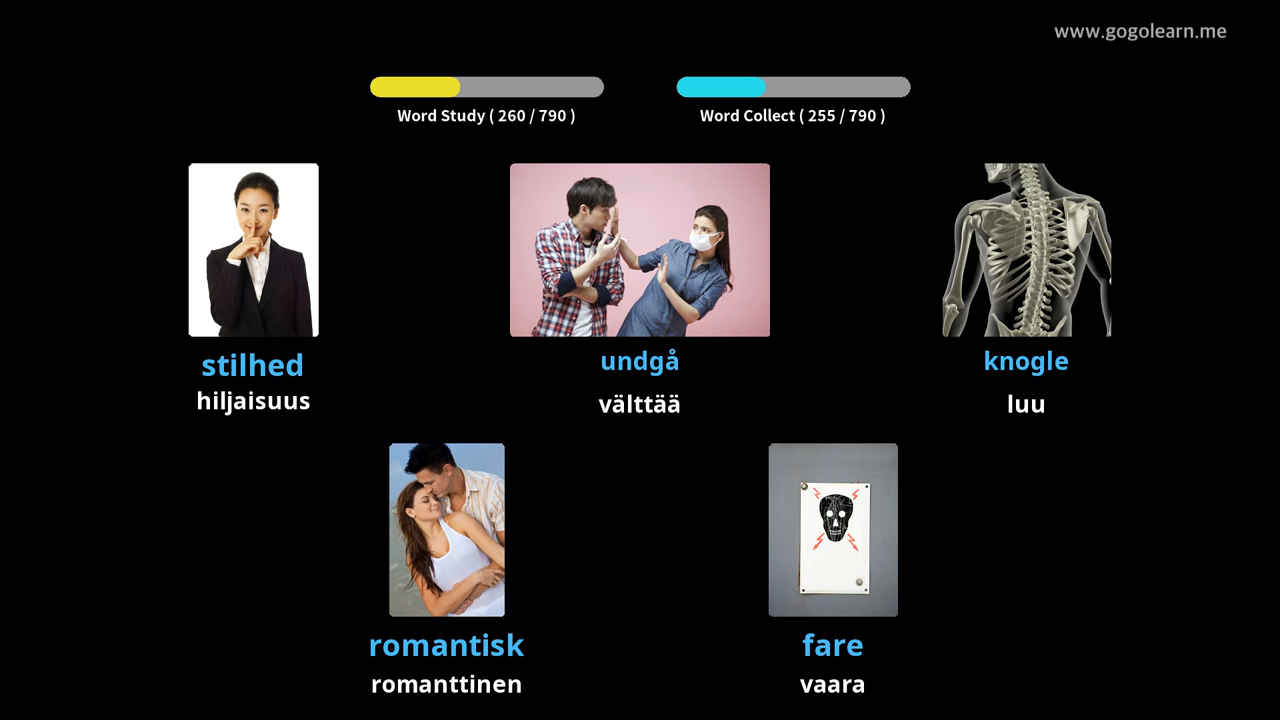 www.gogolearn.me
Word Study ( 260 / 790 )
Word Collect ( 255 / 790 )
stilhed
hiljaisuus
undgå
välttää
knogle
luu
romantisk
romanttinen
fare
vaara